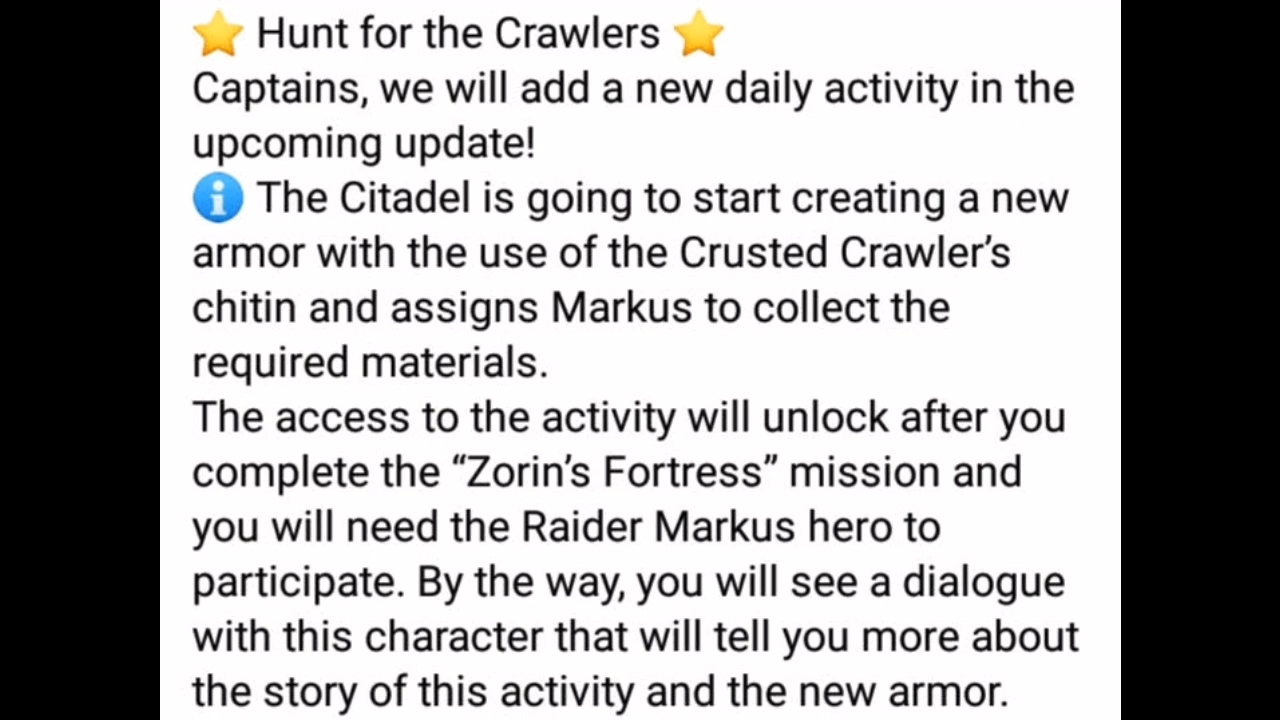 ⭐ Hunt for the Crawlers ⭐
Captains, we will add a new daily activity in the
upcoming update!
ℹ️ The Citadel is going to start creating a new
armor with the use of the Crusted Crawler’s
chitin and assigns Markus to collect the
required materials.
The access to the activity will unlock after you
complete the “Zorin’s Fortress” mission and
you will need the Raider Markus hero to
participate. By the way, you will see a dialogue
with this character that will tell you more about
the story of this activity and the new armor.